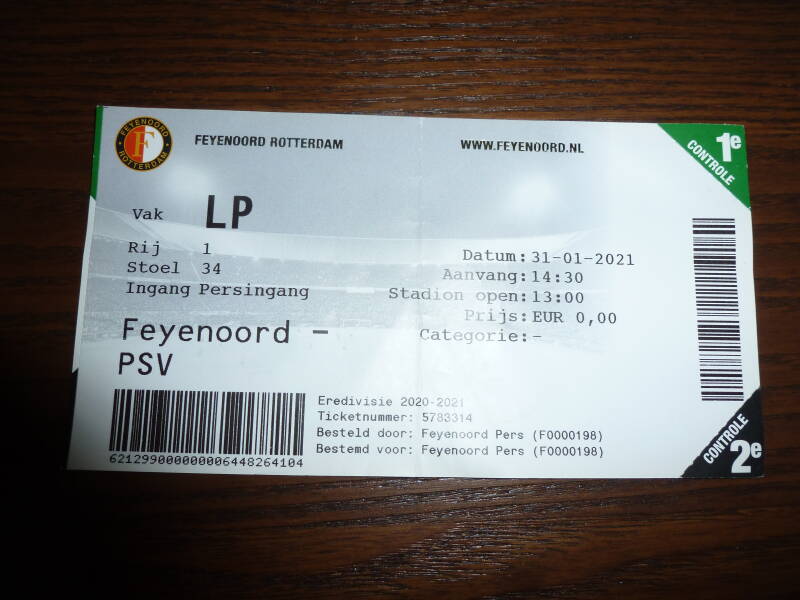 FEYENOORD ROTTERDAM
FEYENOORD ROTTERDAM
WWW.FEYENOORD.NL
1e
CONTROLE
Vak LP
Rij 1
Stoel 34
Ingang Persingang
Datum: 31-01-2021
Aanvang: 14:30
Stadion open: 13:00
Prijs: EUR 0,00
Categorie: -
Feyenoord -
PSV
Eredivisie 2020-2021
Ticketnummer: 5783314
Besteld door: Feyenoord Pers (F0000198)
Bestemd voor: Feyenoord Pers (F0000198)
6212990000000006448264104
CONTROLE
2e